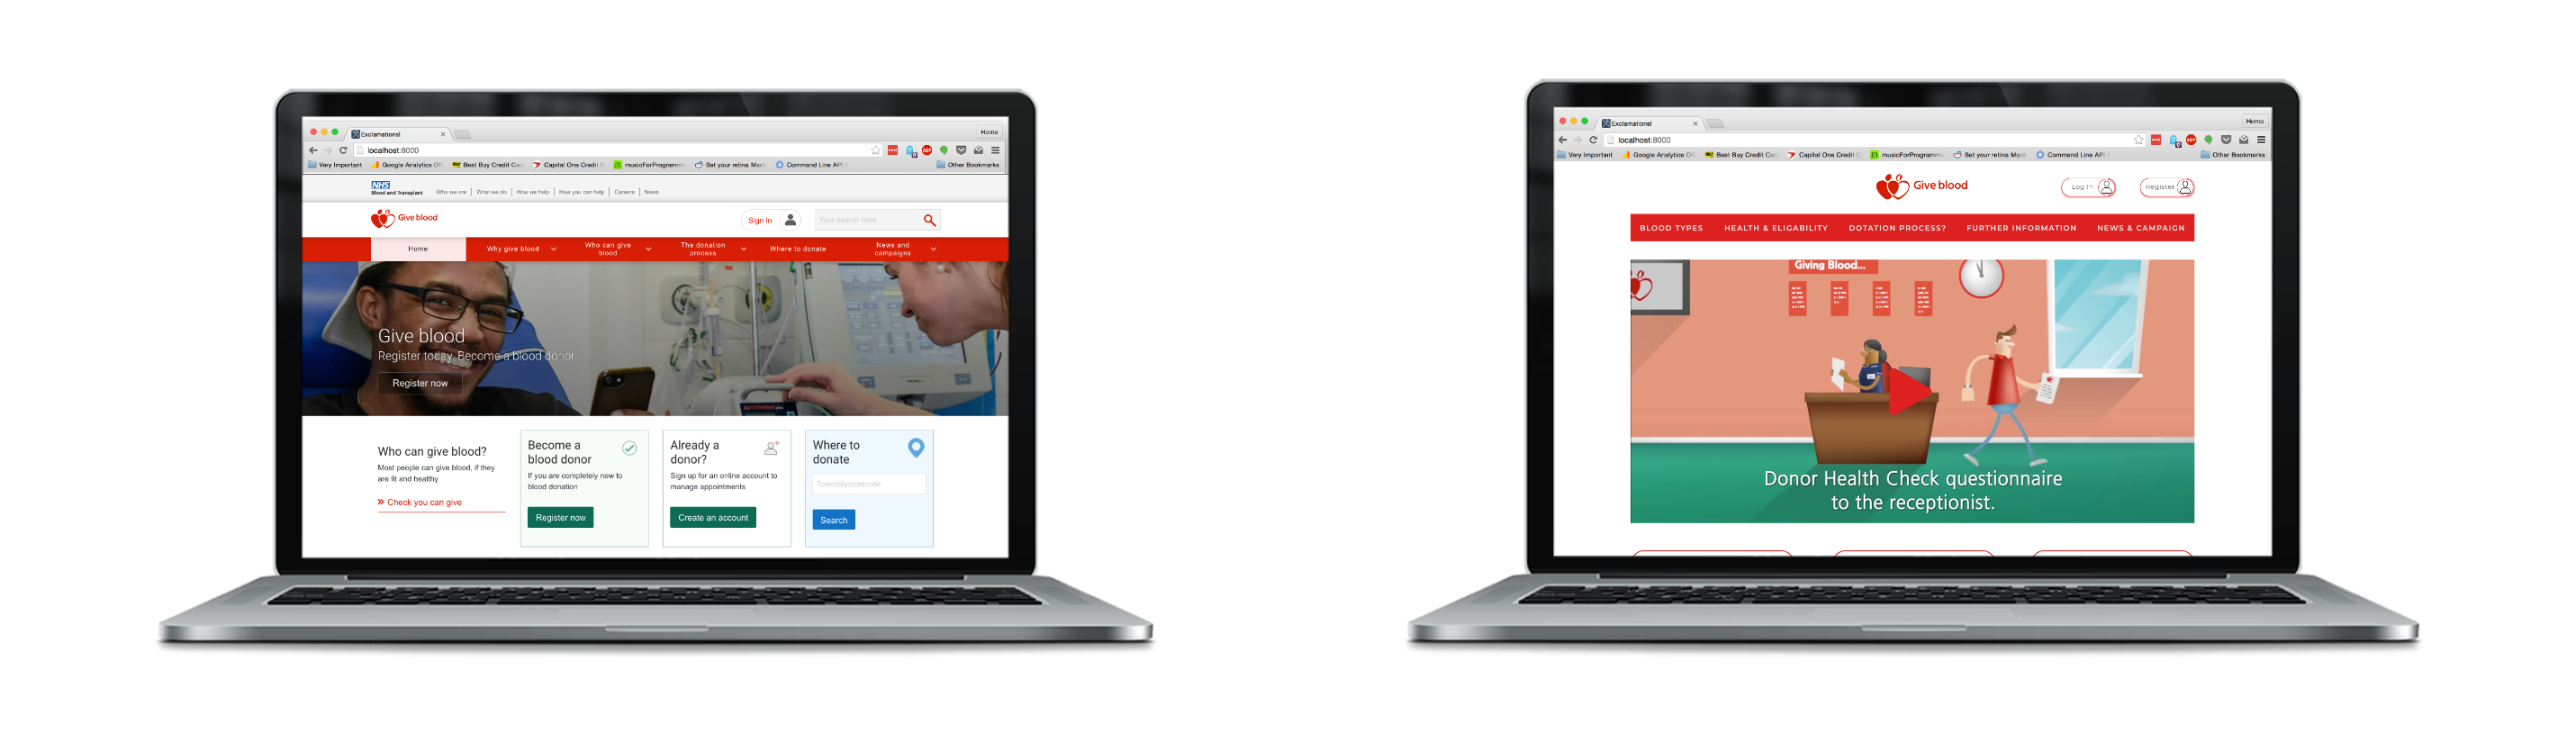 Exclamations!
Home
localhost:8000
Very Important
Google Analytics Of
Best Buy Credit Car
Capital One Credit C
musicForProgrammi
Set your retina Mac
Command Line API
Other Bookmarks
NHS
Blood and Transplant
Who we are
What we do
How we help
How you can help
Careers
News
Give blood
Sign In
Your search here
Home
Why give blood
Who can give
blood
The donation
process
Where to donate
News and
campaigns
Give blood
Register today. Become a blood donor
Register now
Who can give blood?
Most people can give blood, if they
are fit and healthy
Check you can give
Become a
blood donor
If you are completely new to
blood donation
Register now
Already a
donor?
Sign up for an online account to
manage appointments
Create an account
Where to
donate
Town/city/postcode
Search
Exclamations!
Home
localhost:8000
Very Important
Google Analytics Of
Best Buy Credit Car
Capital One Credit C
musicForProgrammi
Set your retina Mac
Command Line API
Other Bookmarks
Give blood
Log In
Register
BLOOD TYPES
HEALTH & ELIGABILITY
DOTATION PROCESS?
FURTHER INFORMATION
NEWS & CAMPAIGN
Giving Blood...
Donor Health Check questionnaire
to the receptionist.